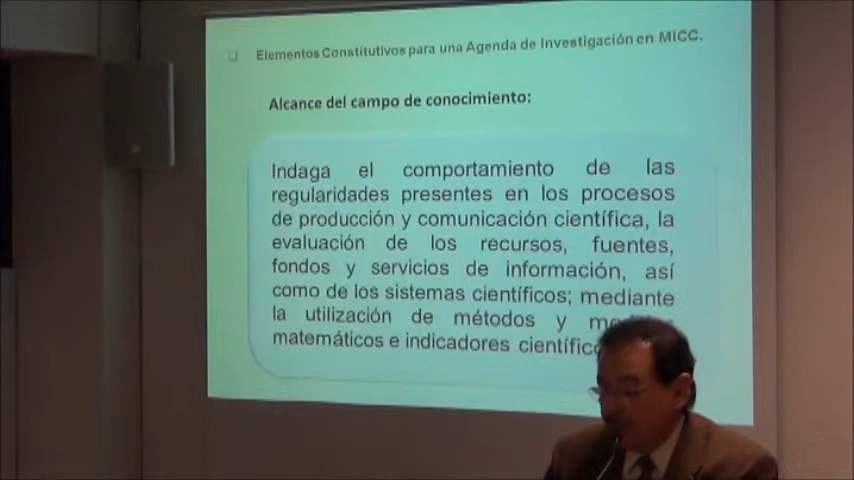 Elementos Constitutivos para una Agenda de Investigación en MICC.
Alcance del campo de conocimiento:
Indaga el comportamiento de las
regularidades presentes en los procesos
de producción y comunicación científica, la
evaluación de los recursos, fuentes,
fondos y servicios de información, así
como de los sistemas científicos; mediante
la utilización de métodos y
matemáticos e indicadores